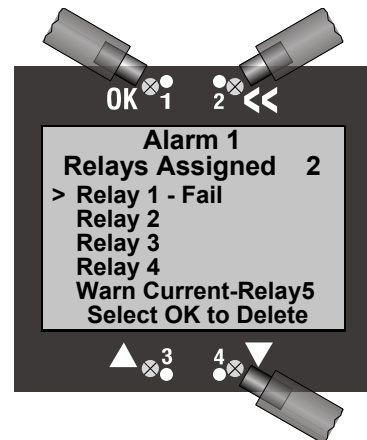 OK 1 2 <<
Alarm 1
Relays Assigned 2
> Relay 1 - Fail
Relay 2
Relay 3
Relay 4
Warn Current-Relay5
Select OK to Delete
3 4